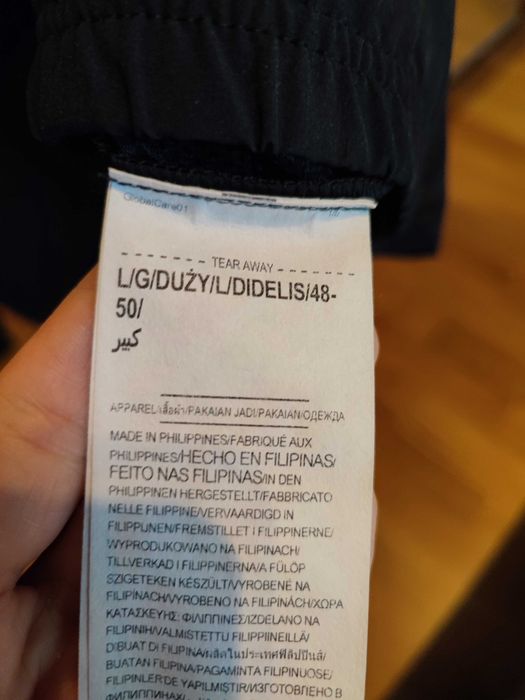 GlobalCare01
1/6
- - - - - - - TEAR AWAY - - - - - - -
L/G/DUŻY/L/DIDELIS/48-
50/
كبير
APPAREL/เสื้อผ้า/PAKAIAN JADI/PAKAIAN/ОДЕЖДА
MADE IN PHILIPPINES/FABRIQUÉ AUX
PHILIPPINES/HECHO EN FILIPINAS/
FEITO NAS FILIPINAS/IN DEN
PHILIPPINEN HERGESTELLT/FABBRICATO
NELLE FILIPPINE/VERVAARDIGD IN
FILIPPIJNEN/FREMSTILLET I FILIPPINERNE/
WYPRODUKOWANO NA FILIPINACH/
TILLVERKAD I FILIPPINERNA/A FÜLÖP
SZIGETEKEN KÉSZÜLT/VYROBENÉ NA
FILIPÍNACH/VYROBENO NA FILIPÍNÁCH/ΧΩΡΑ
ΚΑΤΑΣΚΕΥΗΣ: ΦΙΛΙΠΠΙΝΕΣ/IZDELANO NA
FILIPINIH/VALMISTETTU FILIPPIINEILLÄ/
DIBUAT DI FILIPINA/ผลิตในประเทศฟิลิปปินส์/
BUATAN FILIPINA/PAGAMINTA FILIPINUOSE/
FILIPINLER'DE YAPILMIŞTIR/ИЗГОТОВЛЕНО В
ФИЛИППИНАХ/